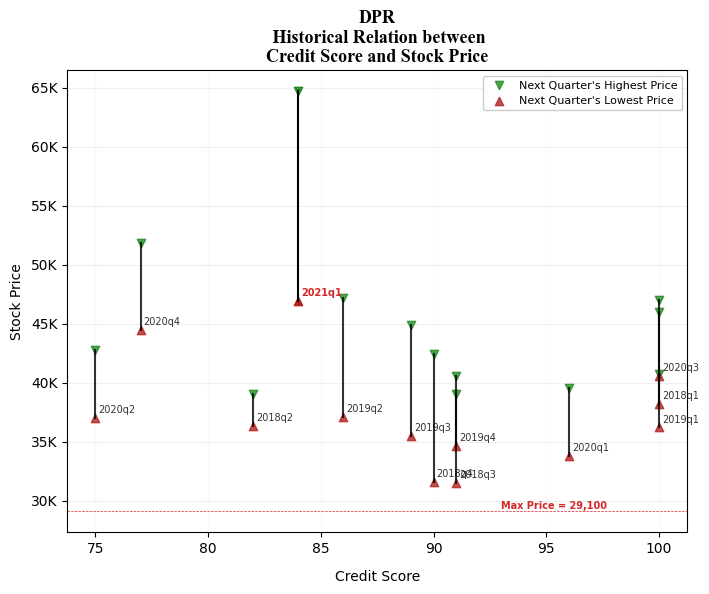 DPR
Historical Relation between
Credit Score and Stock Price
Next Quarter's Highest Price
Next Quarter's Lowest Price
65K
60K
55K
50K
45K
40K
35K
30K
Stock Price
2021q1
2020q4
2020q3
2018q1
2019q1
2020q2
2018q2
2019q2
2019q3
2019q4
2018q4
2018q3
2020q1
Max Price = 29,100
75
80
85
90
95
100
Credit Score